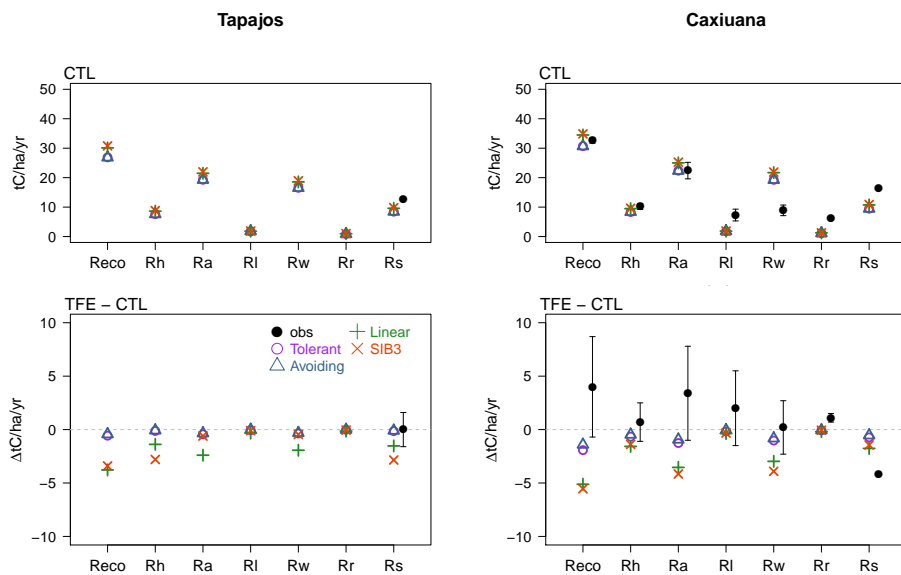 Tapajos
Caxiuana
CTL
50
40
30
20
10
0
tC/ha/yr
Reco Rh Ra Rl Rw Rr Rs
CTL
50
40
30
20
10
0
tC/ha/yr
Reco Rh Ra Rl Rw Rr Rs
TFE − CTL
10
5
0
−5
−10
ΔtC/ha/yr
obs Linear
Tolerant SIB3
Avoiding
Reco Rh Ra Rl Rw Rr Rs
TFE − CTL
10
5
0
−5
−10
ΔtC/ha/yr
Reco Rh Ra Rl Rw Rr Rs